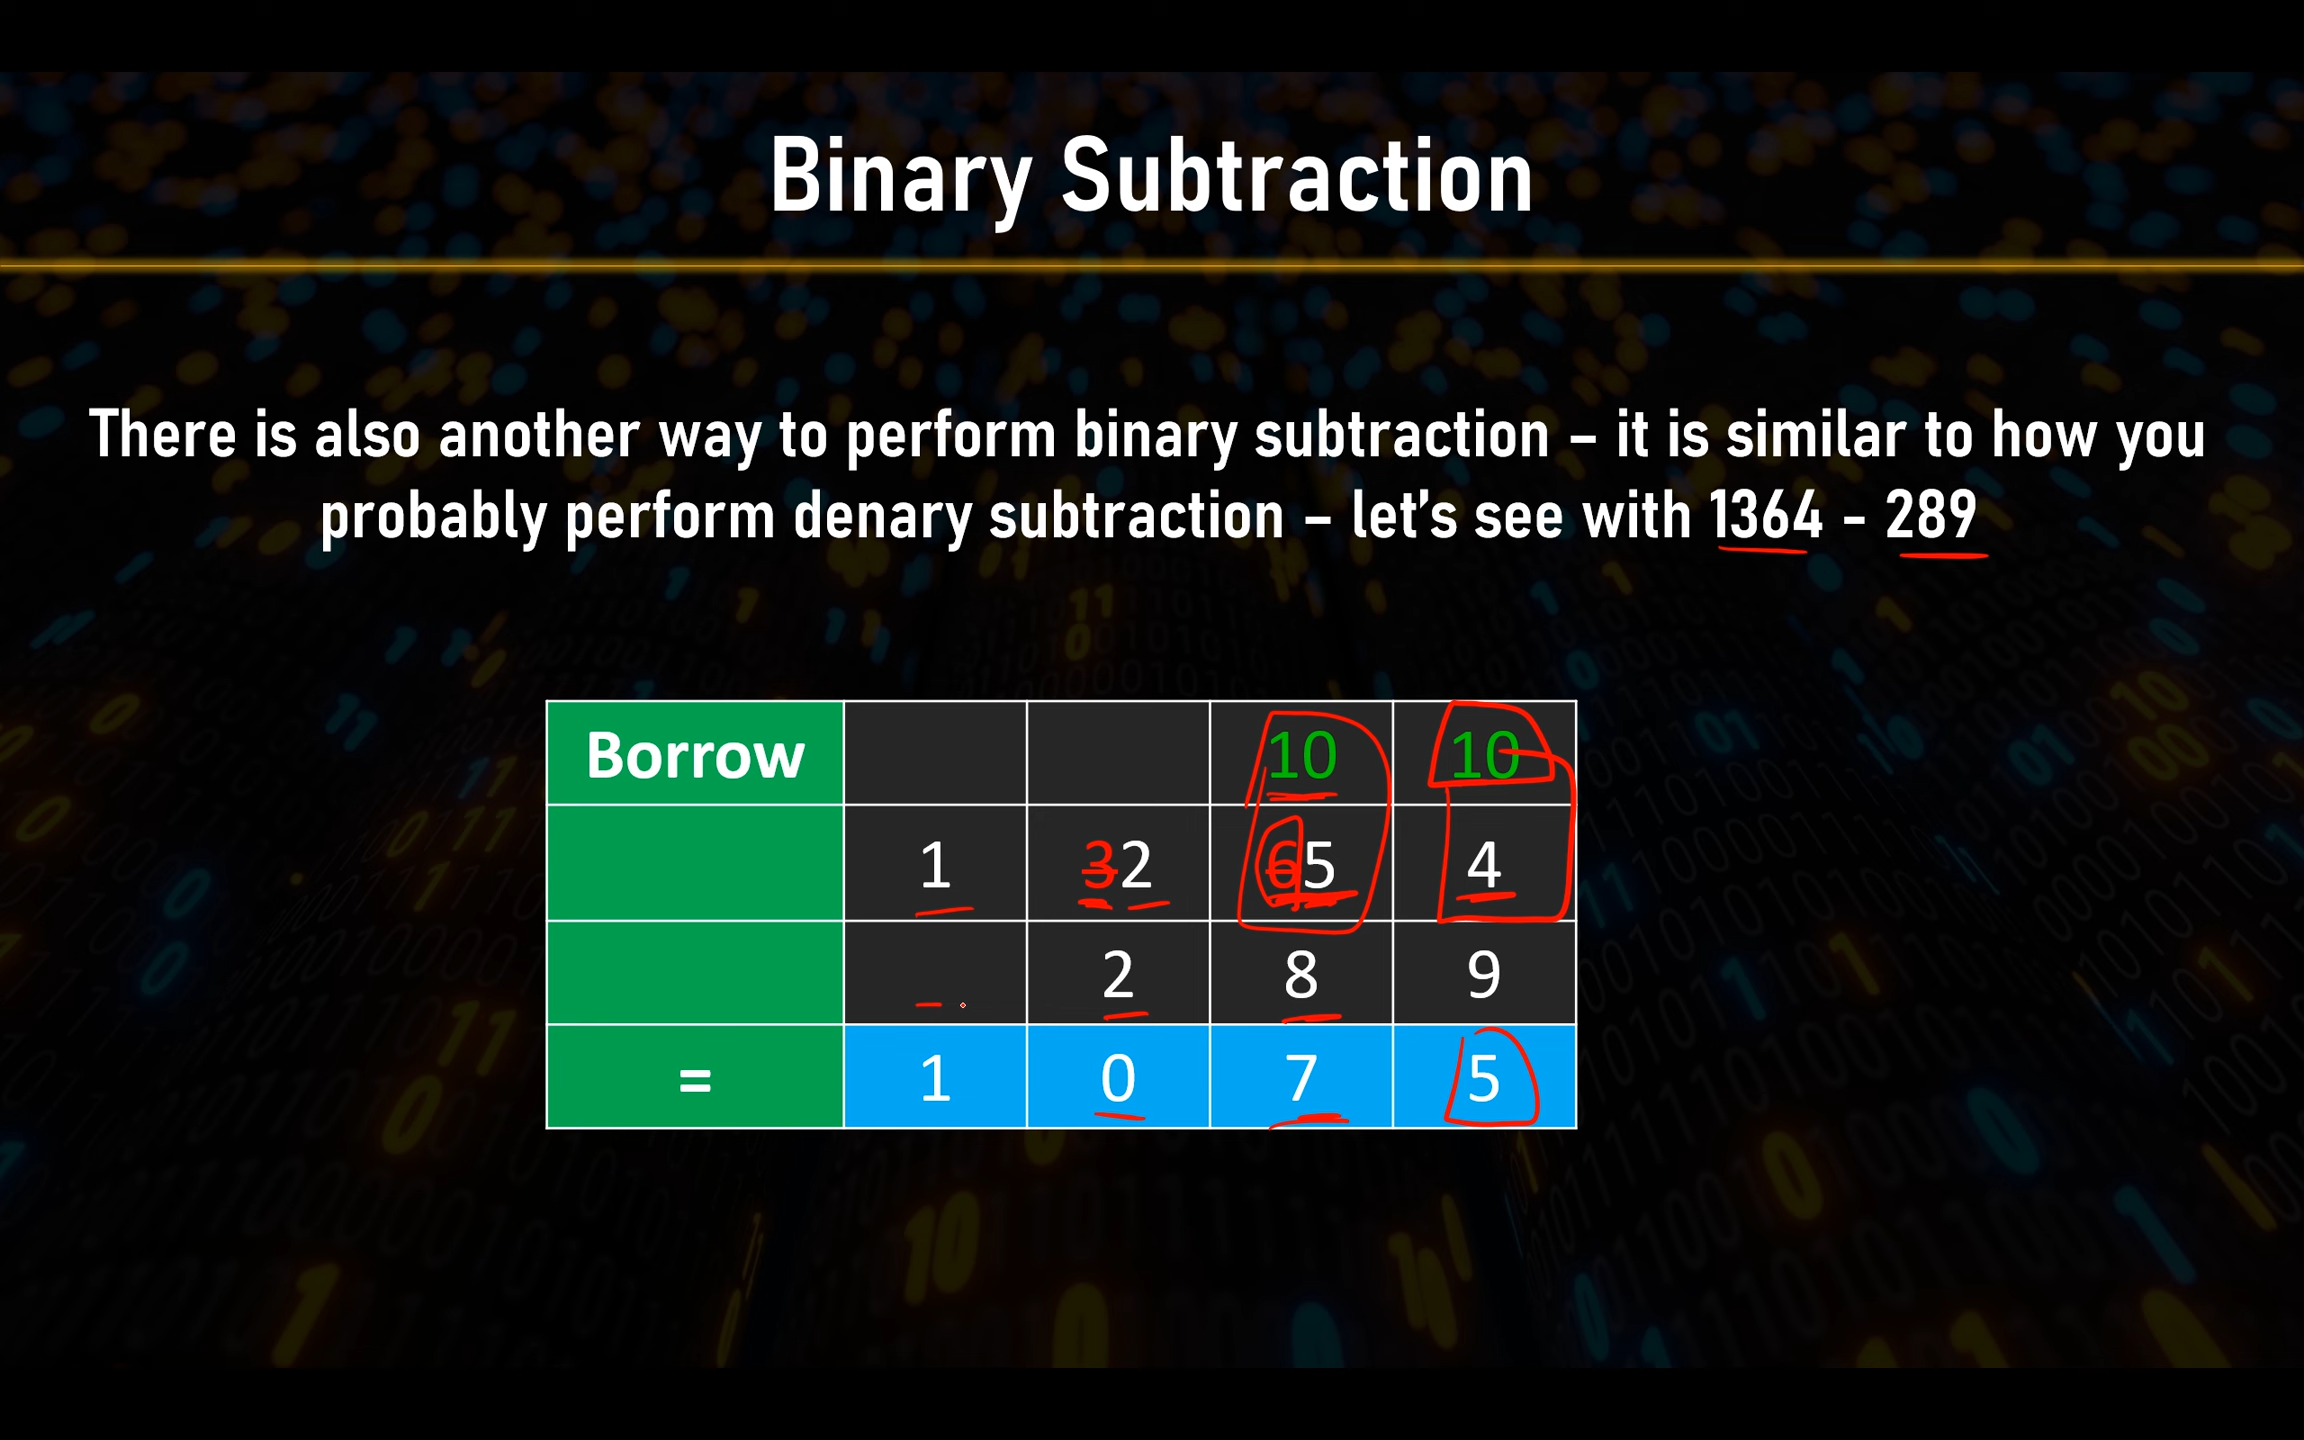 Binary Subtraction
There is also another way to perform binary subtraction – it is similar to how you
probably perform denary subtraction – let's see with 1364 - 289
Borrow 10 10
1 32 65 4
2 8 9
= 1 0 7 5